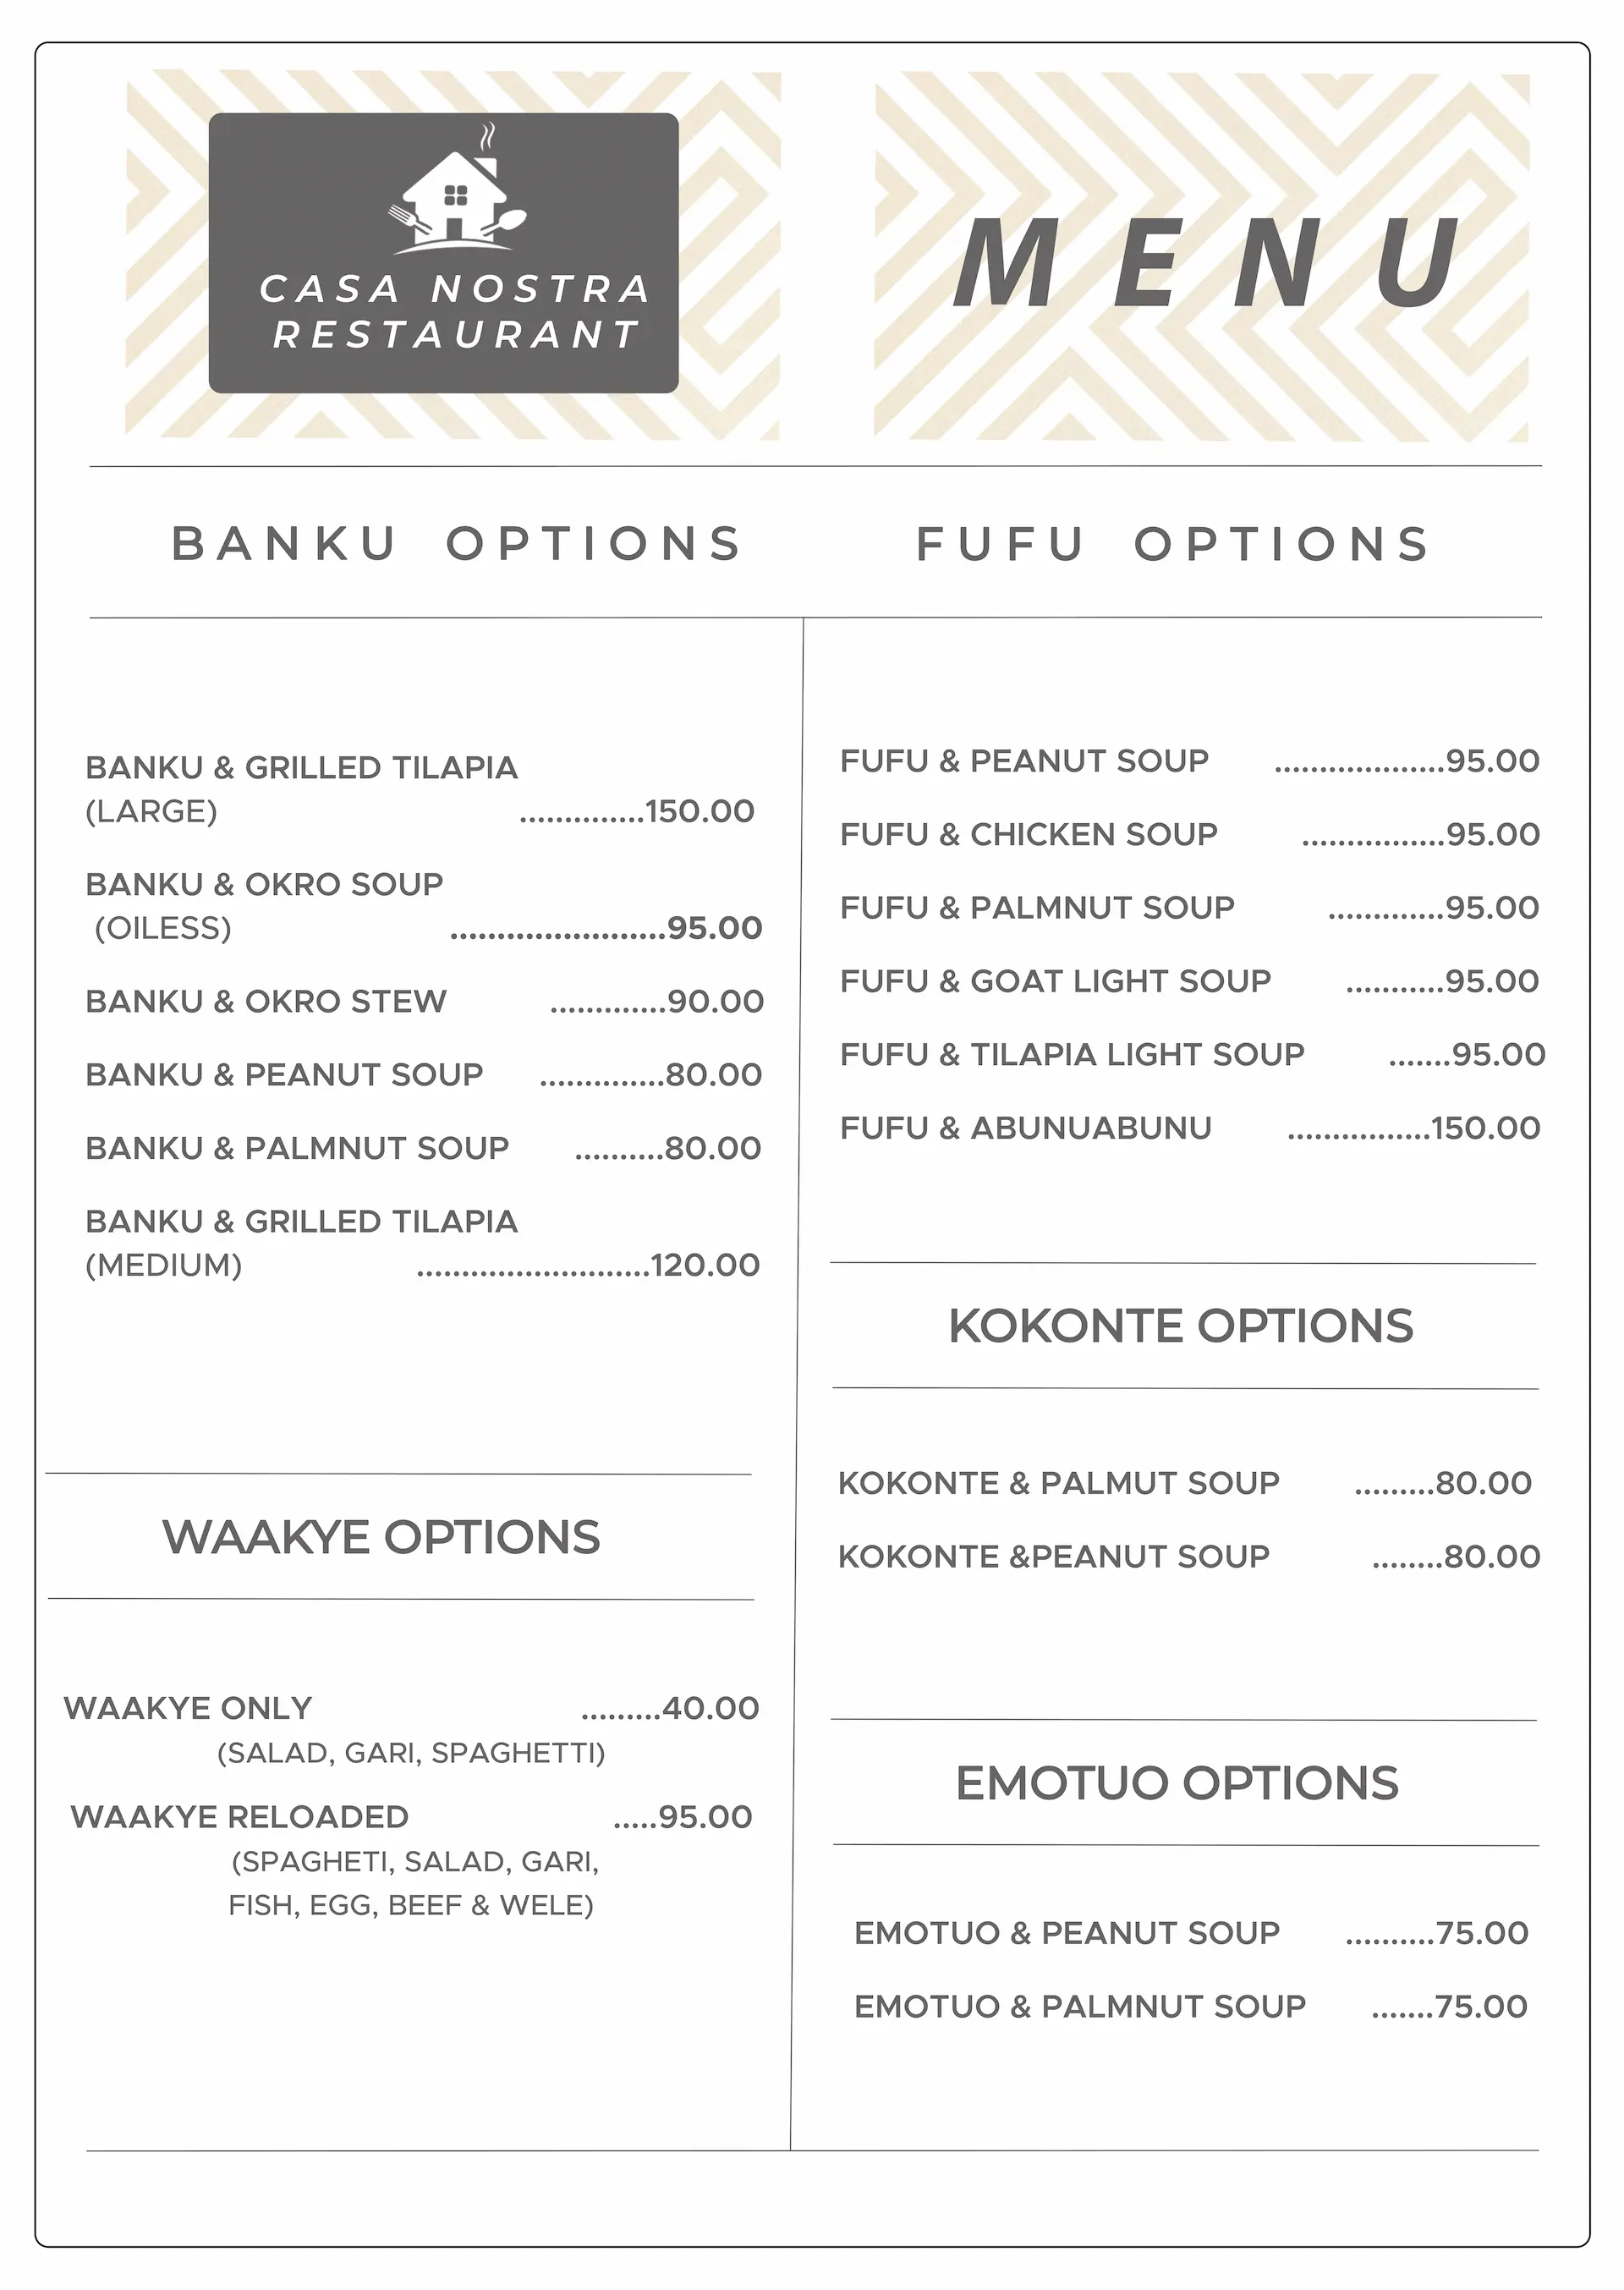 CASA NOSTRA
RESTAURANT
MENU
BANKU OPTIONS
BANKU & GRILLED TILAPIA
(LARGE) ..............150.00
BANKU & OKRO SOUP
(OILESS) .......................95.00
BANKU & OKRO STEW .............90.00
BANKU & PEANUT SOUP ..............80.00
BANKU & PALMNUT SOUP ..........80.00
BANKU & GRILLED TILAPIA
(MEDIUM) ..........................120.00
WAAKYE OPTIONS
WAAKYE ONLY .........40.00
(SALAD, GARI, SPAGHETTI)
WAAKYE RELOADED .....95.00
(SPAGHETI, SALAD, GARI,
FISH, EGG, BEEF & WELE)
FUFU OPTIONS
FUFU & PEANUT SOUP ...................95.00
FUFU & CHICKEN SOUP ................95.00
FUFU & PALMNUT SOUP .............95.00
FUFU & GOAT LIGHT SOUP ...........95.00
FUFU & TILAPIA LIGHT SOUP .......95.00
FUFU & ABUNUABUNU ................150.00
KOKONTE OPTIONS
KOKONTE & PALMUT SOUP .........80.00
KOKONTE &PEANUT SOUP ........80.00
EMOTUO OPTIONS
EMOTUO & PEANUT SOUP ..........75.00
EMOTUO & PALMNUT SOUP .......75.00